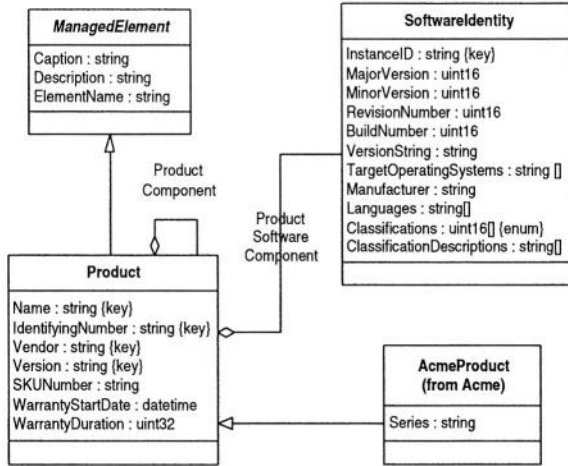 ManagedElement
Caption : string
Description : string
ElementName : string
SoftwareIdentity
InstanceID : string {key}
MajorVersion : uint16
MinorVersion : uint16
RevisionNumber : uint16
BuildNumber : uint16
VersionString : string
TargetOperatingSystems : string []
Manufacturer : string
Languages : string[]
Classifications : uint16[] {enum}
ClassificationDescriptions : string[]
Product
Component
Product
Software
Component
Product
Name : string {key}
IdentifyingNumber : string {key}
Vendor : string {key}
Version : string {key}
SKUNumber : string
WarrantyStartDate : datetime
WarrantyDuration : uint32
AcmeProduct
(from Acme)
Series : string